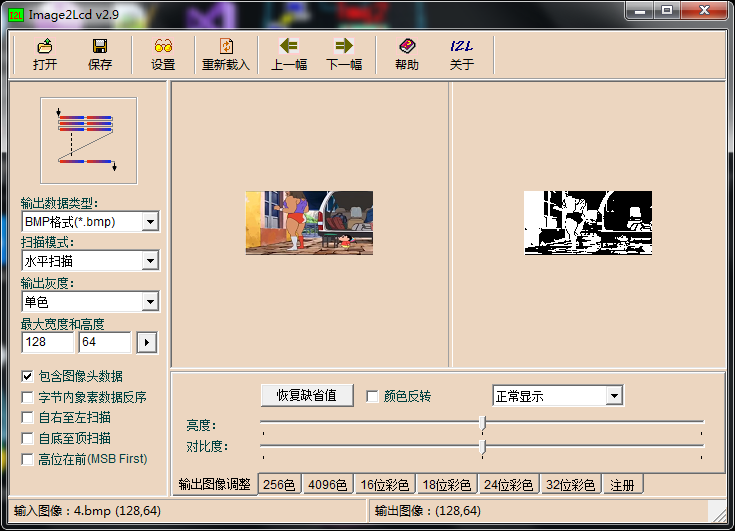 Image2Lcd v2.9
打开 保存 设置 重新载入 上一幅 下一幅 帮助 I2L 关于
输出数据类型:
BMP格式(*.bmp)
扫描模式:
水平扫描
输出灰度:
单色
最大宽度和高度
128 64
包含图像头数据
字节内象素数据反序
自右至左扫描
自底至顶扫描
高位在前(MSB First)
恢复缺省值 颜色反转 正常显示
亮度:
对比度:
输出图像调整 256色 4096色 16位彩色 18位彩色 24位彩色 32位彩色 注册
输入图像 : 4.bmp (128,64) 输出图像 : (128,64)